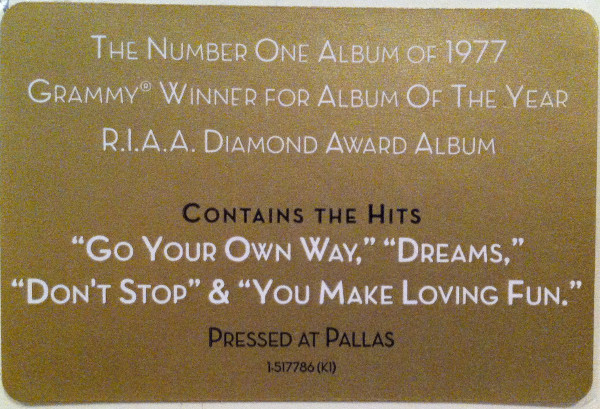 The Number One Album of 1977
Grammy® Winner for Album Of The Year
R.I.A.A. Diamond Award Album
Contains the Hits
“Go Your Own Way,” “Dreams,”
“Don't Stop” & “You Make Loving Fun.”
Pressed at Pallas
1-517786 (K1)